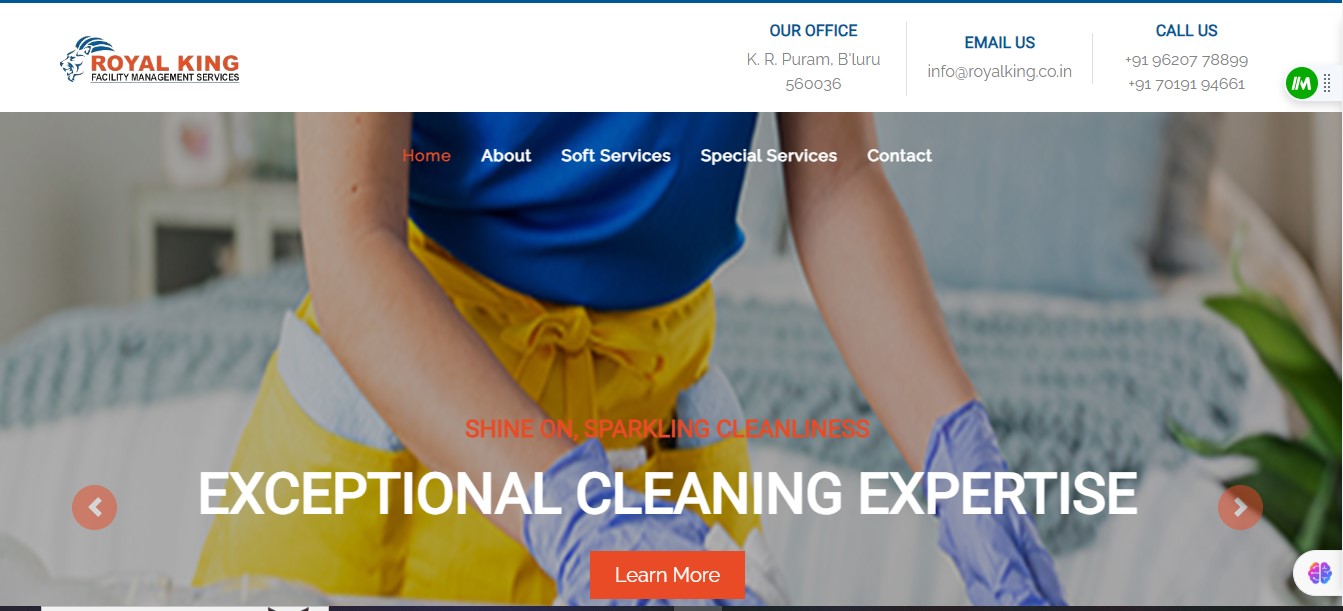 ROYAL KING
FACILITY MANAGEMENT SERVICES
OUR OFFICE
K. R. Puram, B'luru
560036
EMAIL US
info@royalking.co.in
CALL US
+91 96207 78899
+91 70191 94661
Home About Soft Services Special Services Contact
SHINE ON, SPARKLING CLEANLINESS
EXCEPTIONAL CLEANING EXPERTISE
Learn More